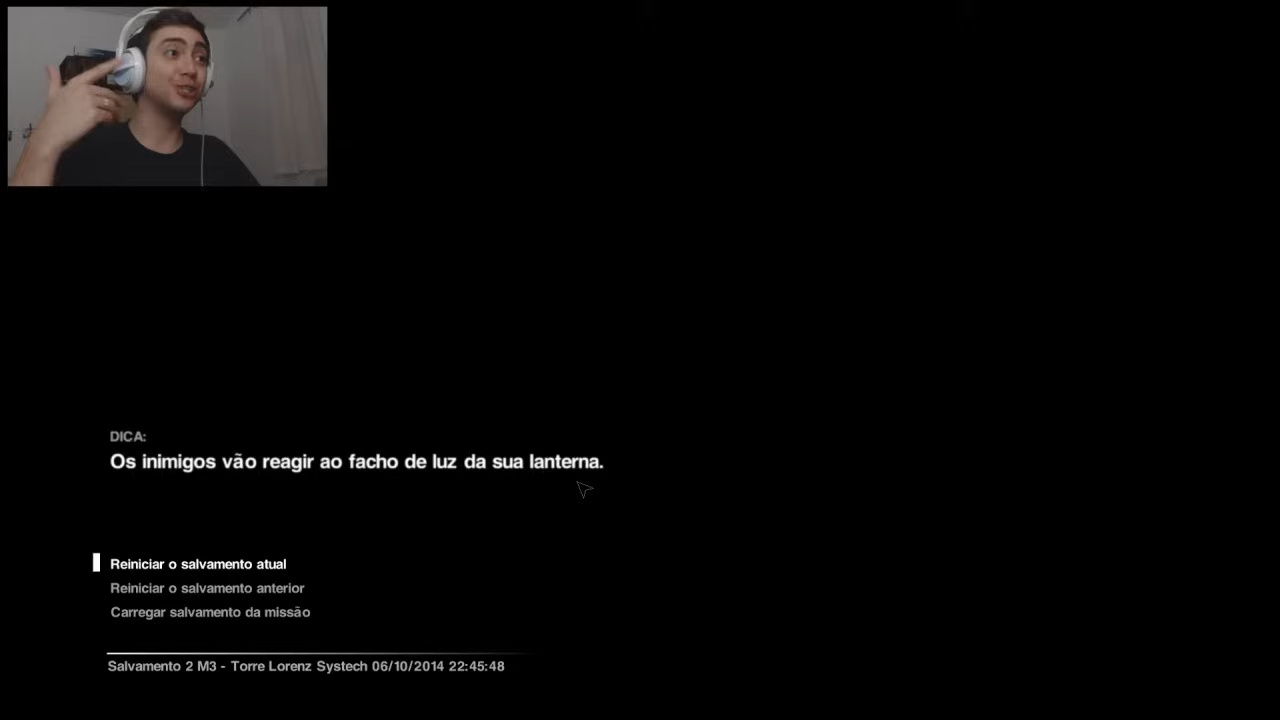 DICA:
Os inimigos vão reagir ao facho de luz da sua lanterna.
Reiniciar o salvamento atual
Reiniciar o salvamento anterior
Carregar salvamento da missão
Salvamento 2 M3 - Torre Lorenz Systech 06/10/2014 22:45:48